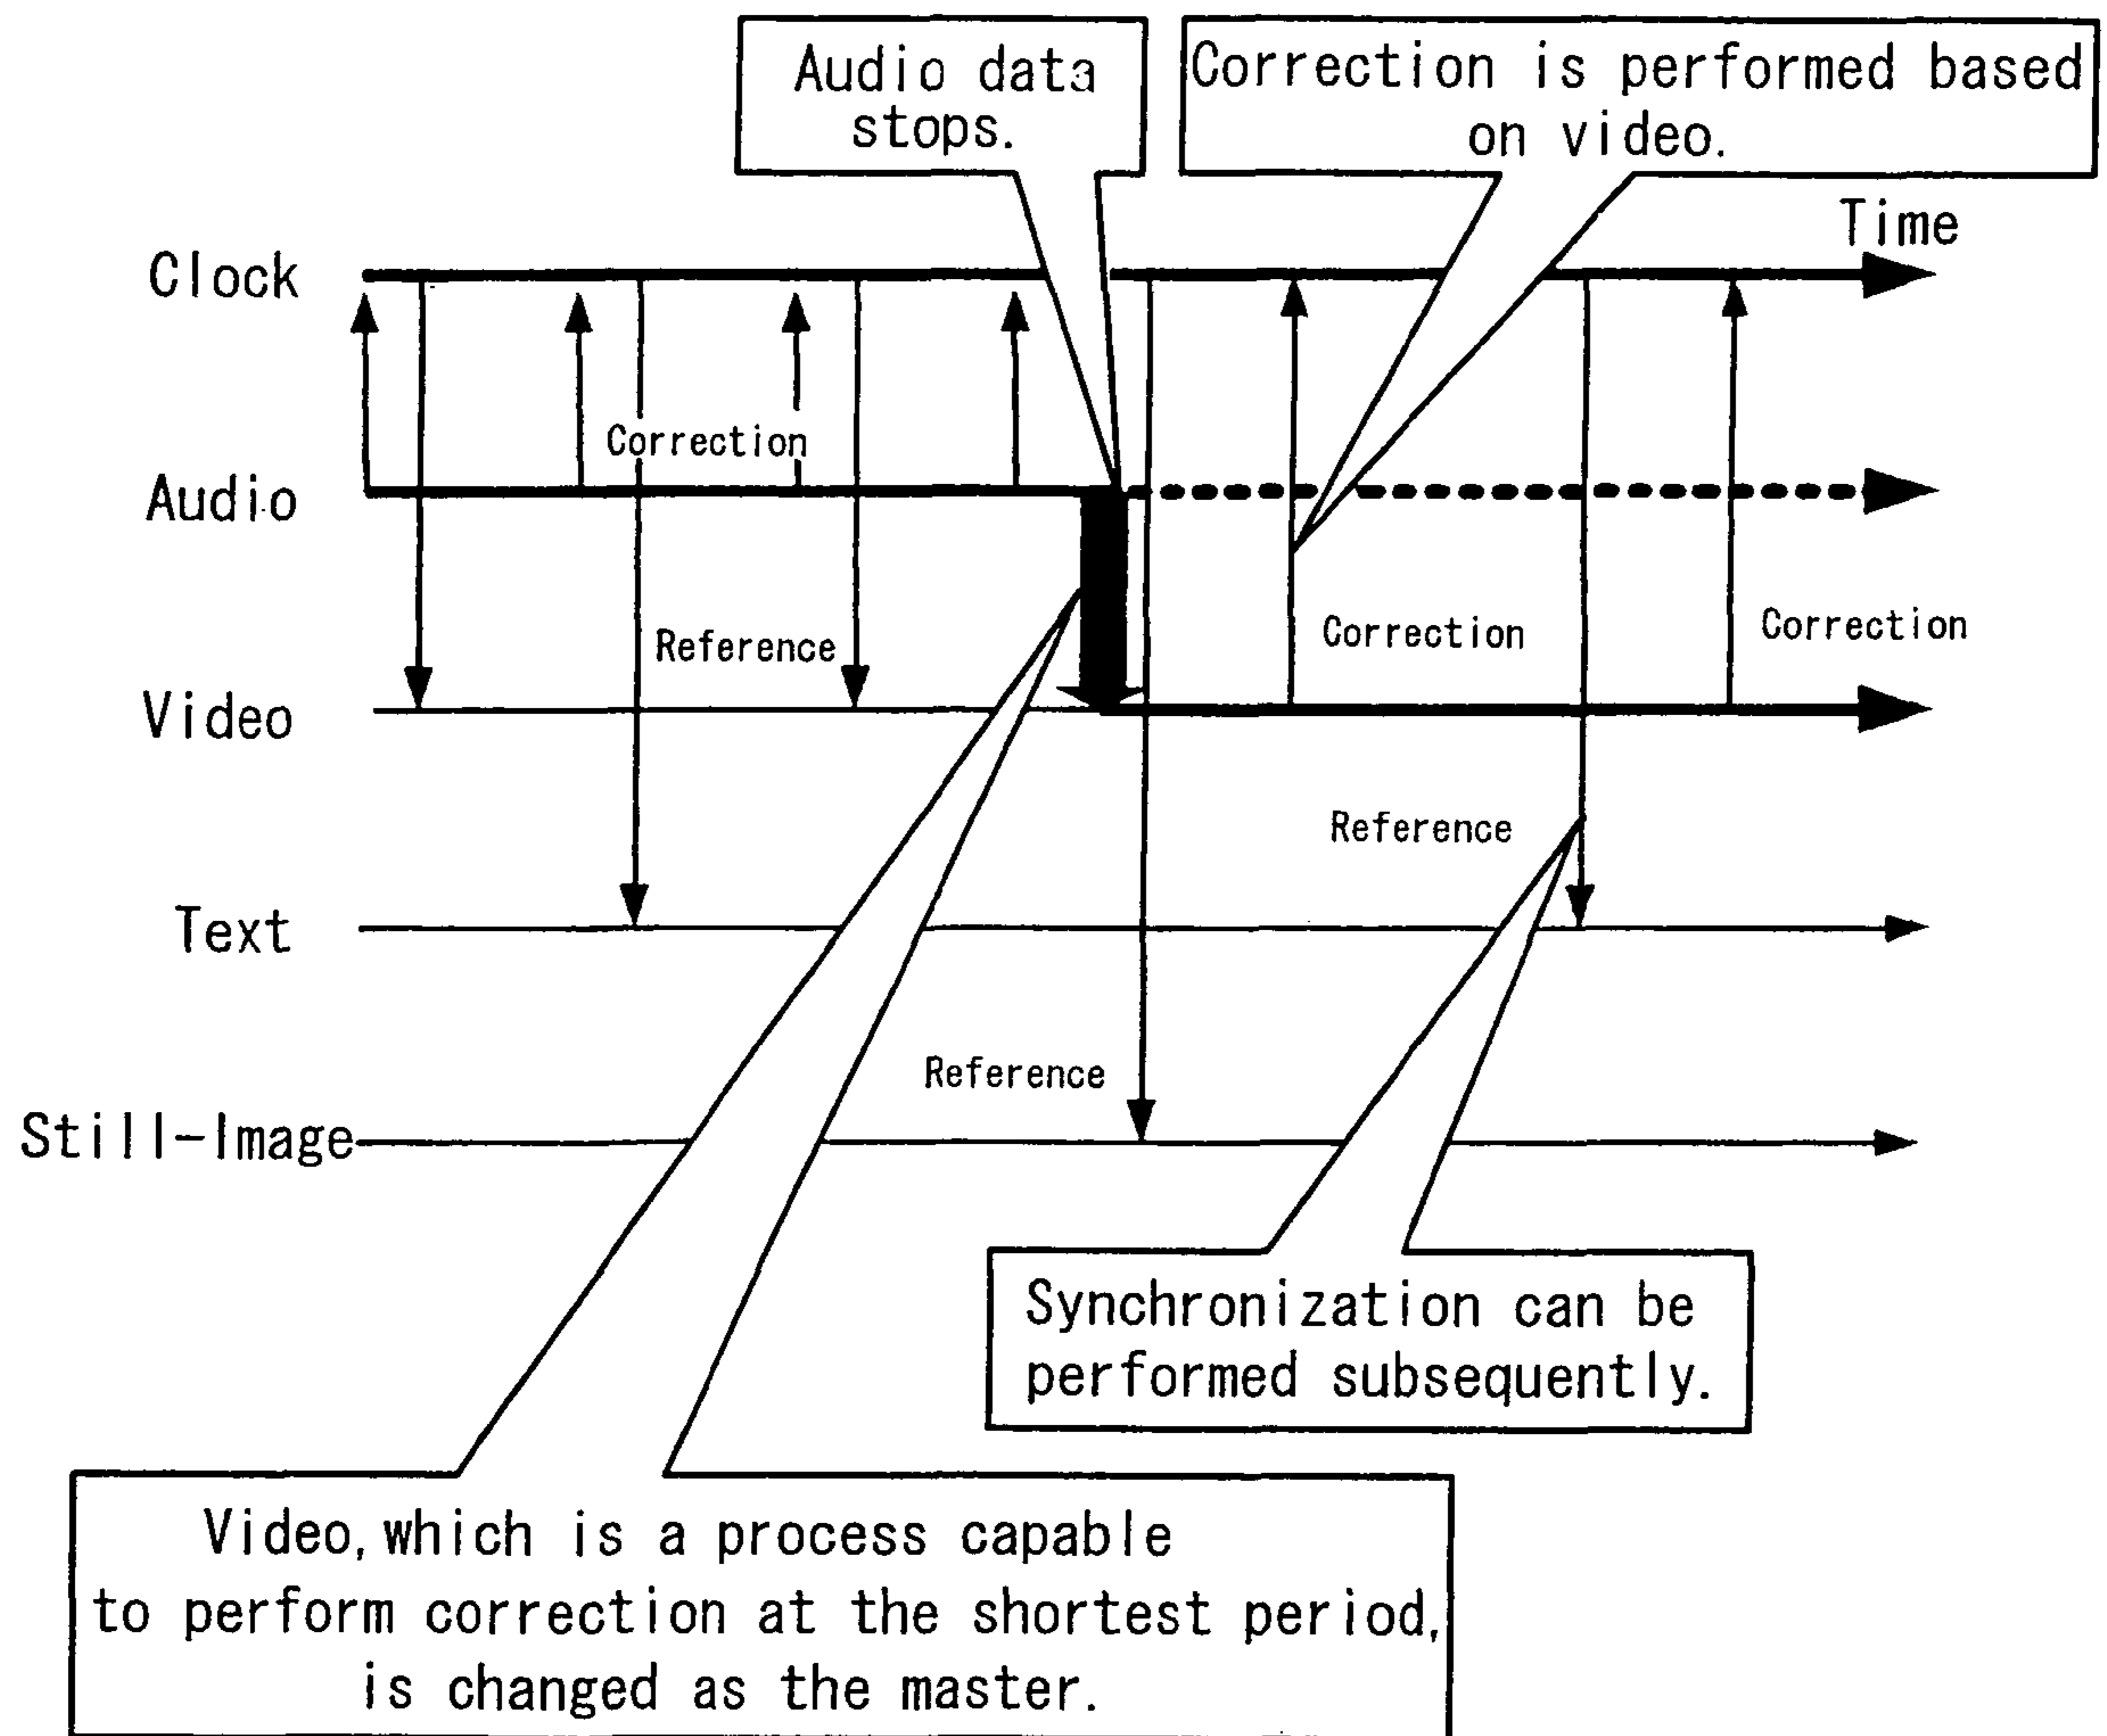 Audio data
stops.
Correction is performed based
on video.
Time
Clock
Correction
Audio
Reference
Correction
Correction
Video
Reference
Text
Reference
Still-Image
Synchronization can be
performed subsequently.
Video, which is a process capable
to perform correction at the shortest period,
is changed as the master.